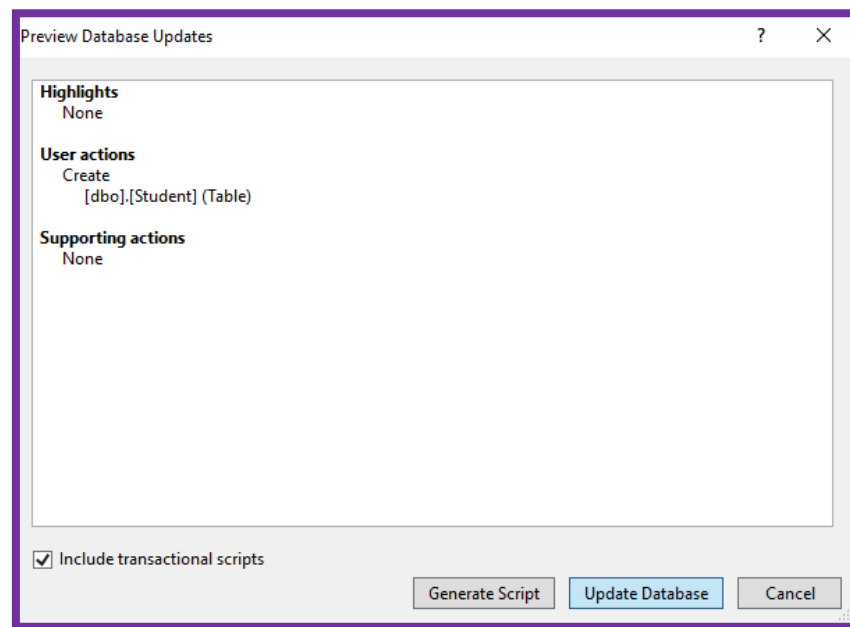 Preview Database Updates ?
Highlights
None
User actions
Create
[dbo].[Student] (Table)
Supporting actions
None
Include transactional scripts
Generate Script Update Database Cancel